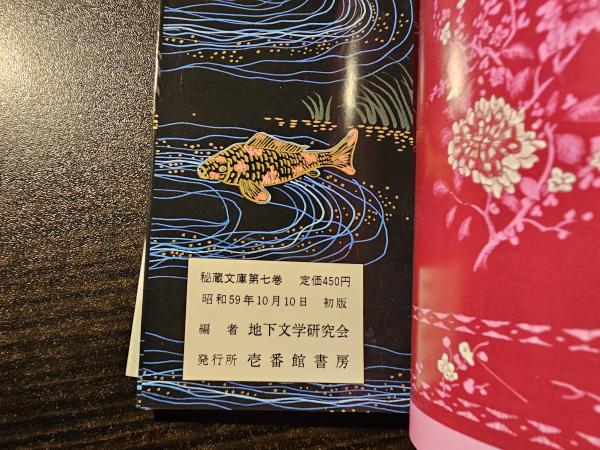 秘蔵文庫第七巻 定価450円
昭和59年10月10日 初版
編者 地下文学研究会
発行所 壱番館書房